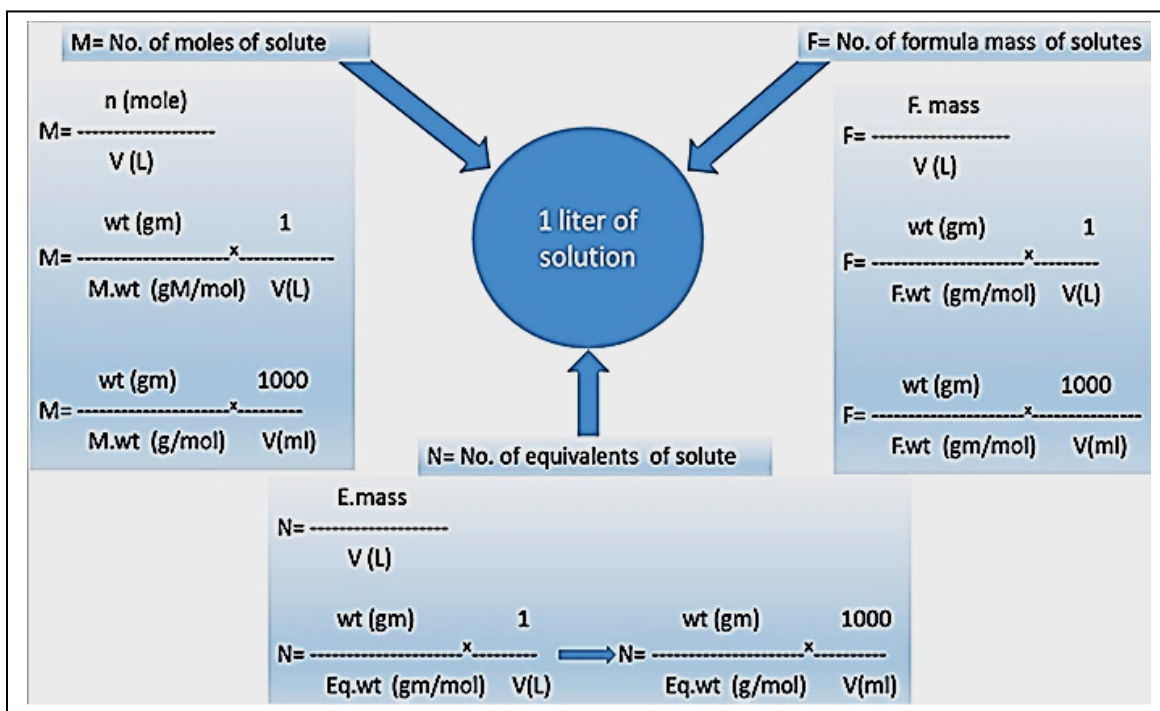 M= No. of moles of solute
n (mole)
M= -------------------
V (L)
wt (gm) 1
M= ---------------------x-------------
M.wt (gM/mol) V(L)
wt (gm) 1000
M= ---------------------x---------
M.wt (g/mol) V(ml)
F= No. of formula mass of solutes
F. mass
F= -------------------
V (L)
wt (gm) 1
F= ---------------------x---------
F.wt (gm/mol) V(L)
wt (gm) 1000
F= ---------------------x---------------
F.wt (gm/mol) V(ml)
1 liter of
solution
N= No. of equivalents of solute
E.mass
N= -------------------
V (L)
wt (gm) 1 wt (gm) 1000
N= ---------------------x--------- N= ---------------------x---------
Eq.wt (gm/mol) V(L) Eq.wt (g/mol) V(ml)